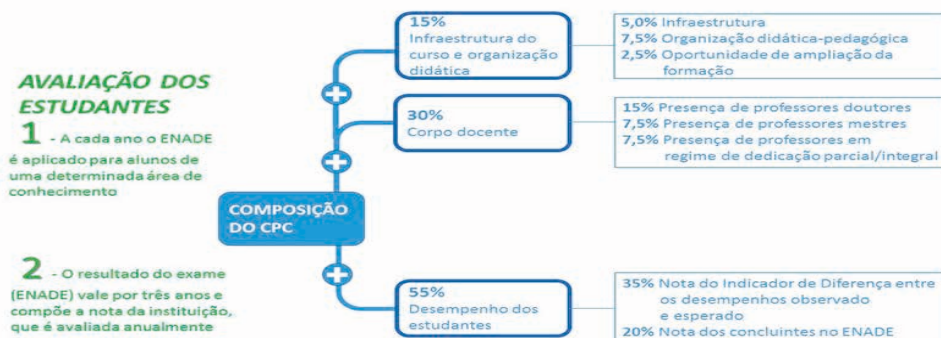 AVALIAÇÃO DOS
ESTUDANTES
1 - A cada ano o ENADE
é aplicado para alunos de
uma determinada área de
conhecimento
2 - O resultado do exame
(ENADE) vale por três anos e
compõe a nota da instituição,
que é avaliada anualmente
COMPOSIÇÃO
DO CPC
15%
Infraestrutura do
curso e organização
didática
5,0% Infraestrutura
7,5% Organização didática-pedagógica
2,5% Oportunidade de ampliação da
formação
30%
Corpo docente
15% Presença de professores doutores
7,5% Presença de professores mestres
7,5% Presença de professores em
regime de dedicação parcial/integral
55%
Desempenho dos
estudantes
35% Nota do Indicador de Diferença entre
os desempenhos observado
e esperado
20% Nota dos concluintes no ENADE